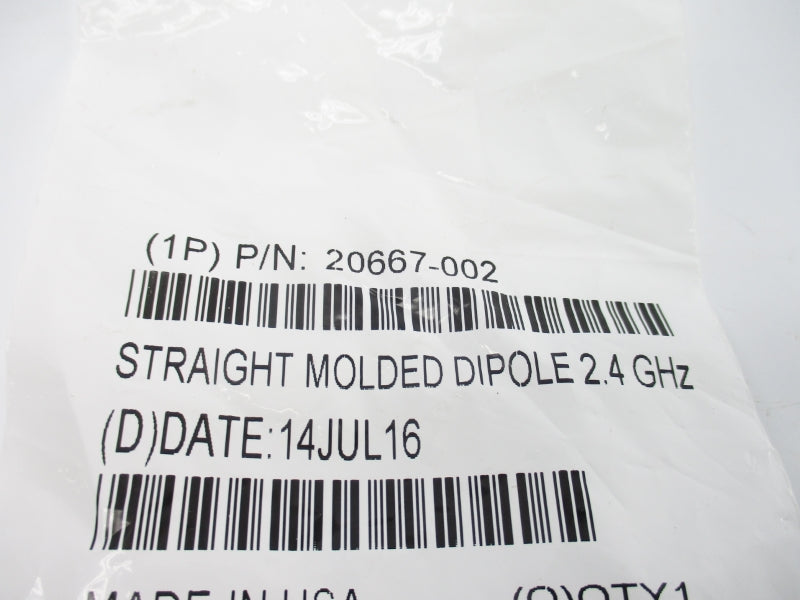 (1P) P/N: 20667-002
STRAIGHT MOLDED DIPOLE 2.4 GHz
(D)DATE:14JUL16
MADE IN USA (Q)QTY1